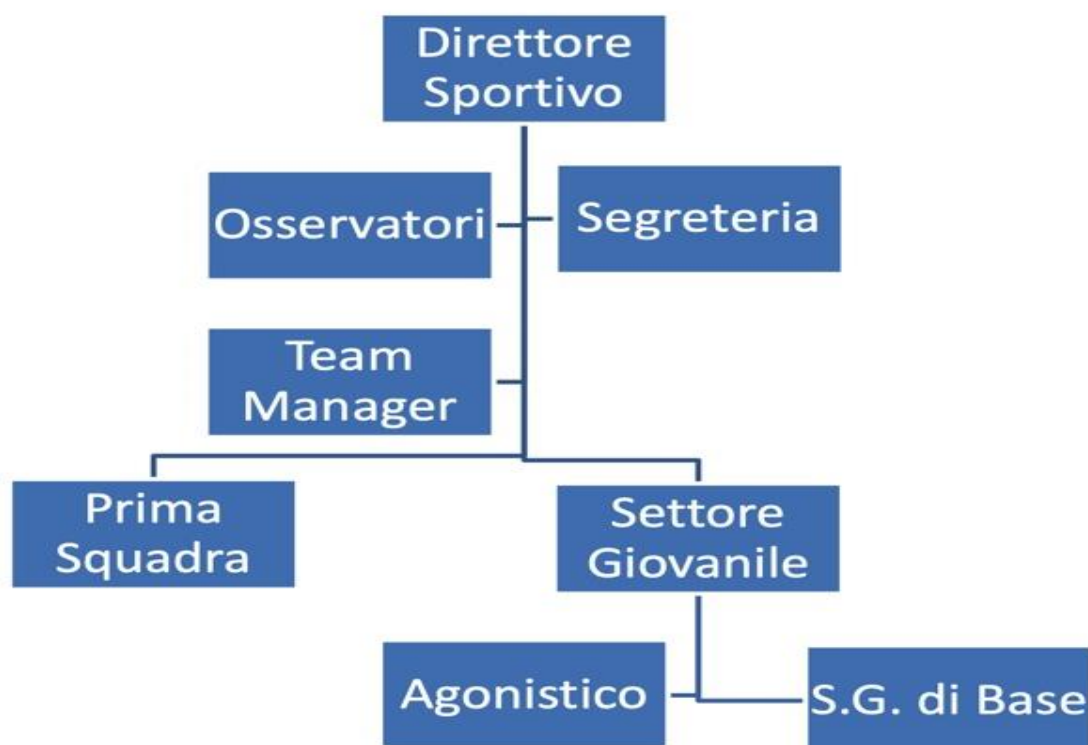 Direttore
Sportivo
Osservatori
Segreteria
Team
Manager
Prima
Squadra
Settore
Giovanile
Agonistico
S.G. di Base